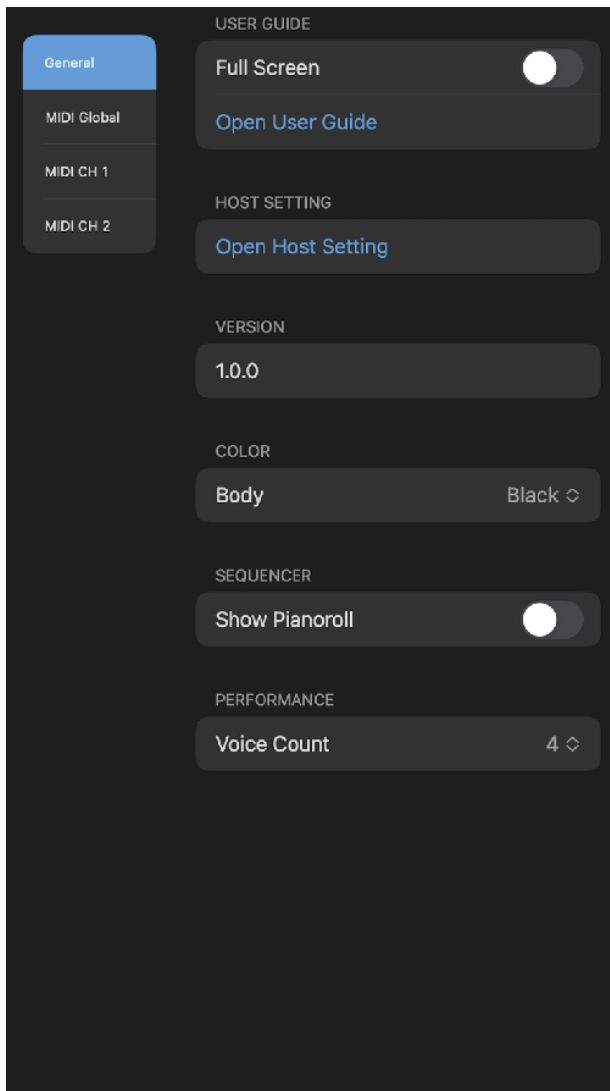 General
MIDI Global
MIDI CH 1
MIDI CH 2
USER GUIDE
Full Screen
Open User Guide
HOST SETTING
Open Host Setting
VERSION
1.0.0
COLOR
Body Black
SEQUENCER
Show Pianoroll
PERFORMANCE
Voice Count 4